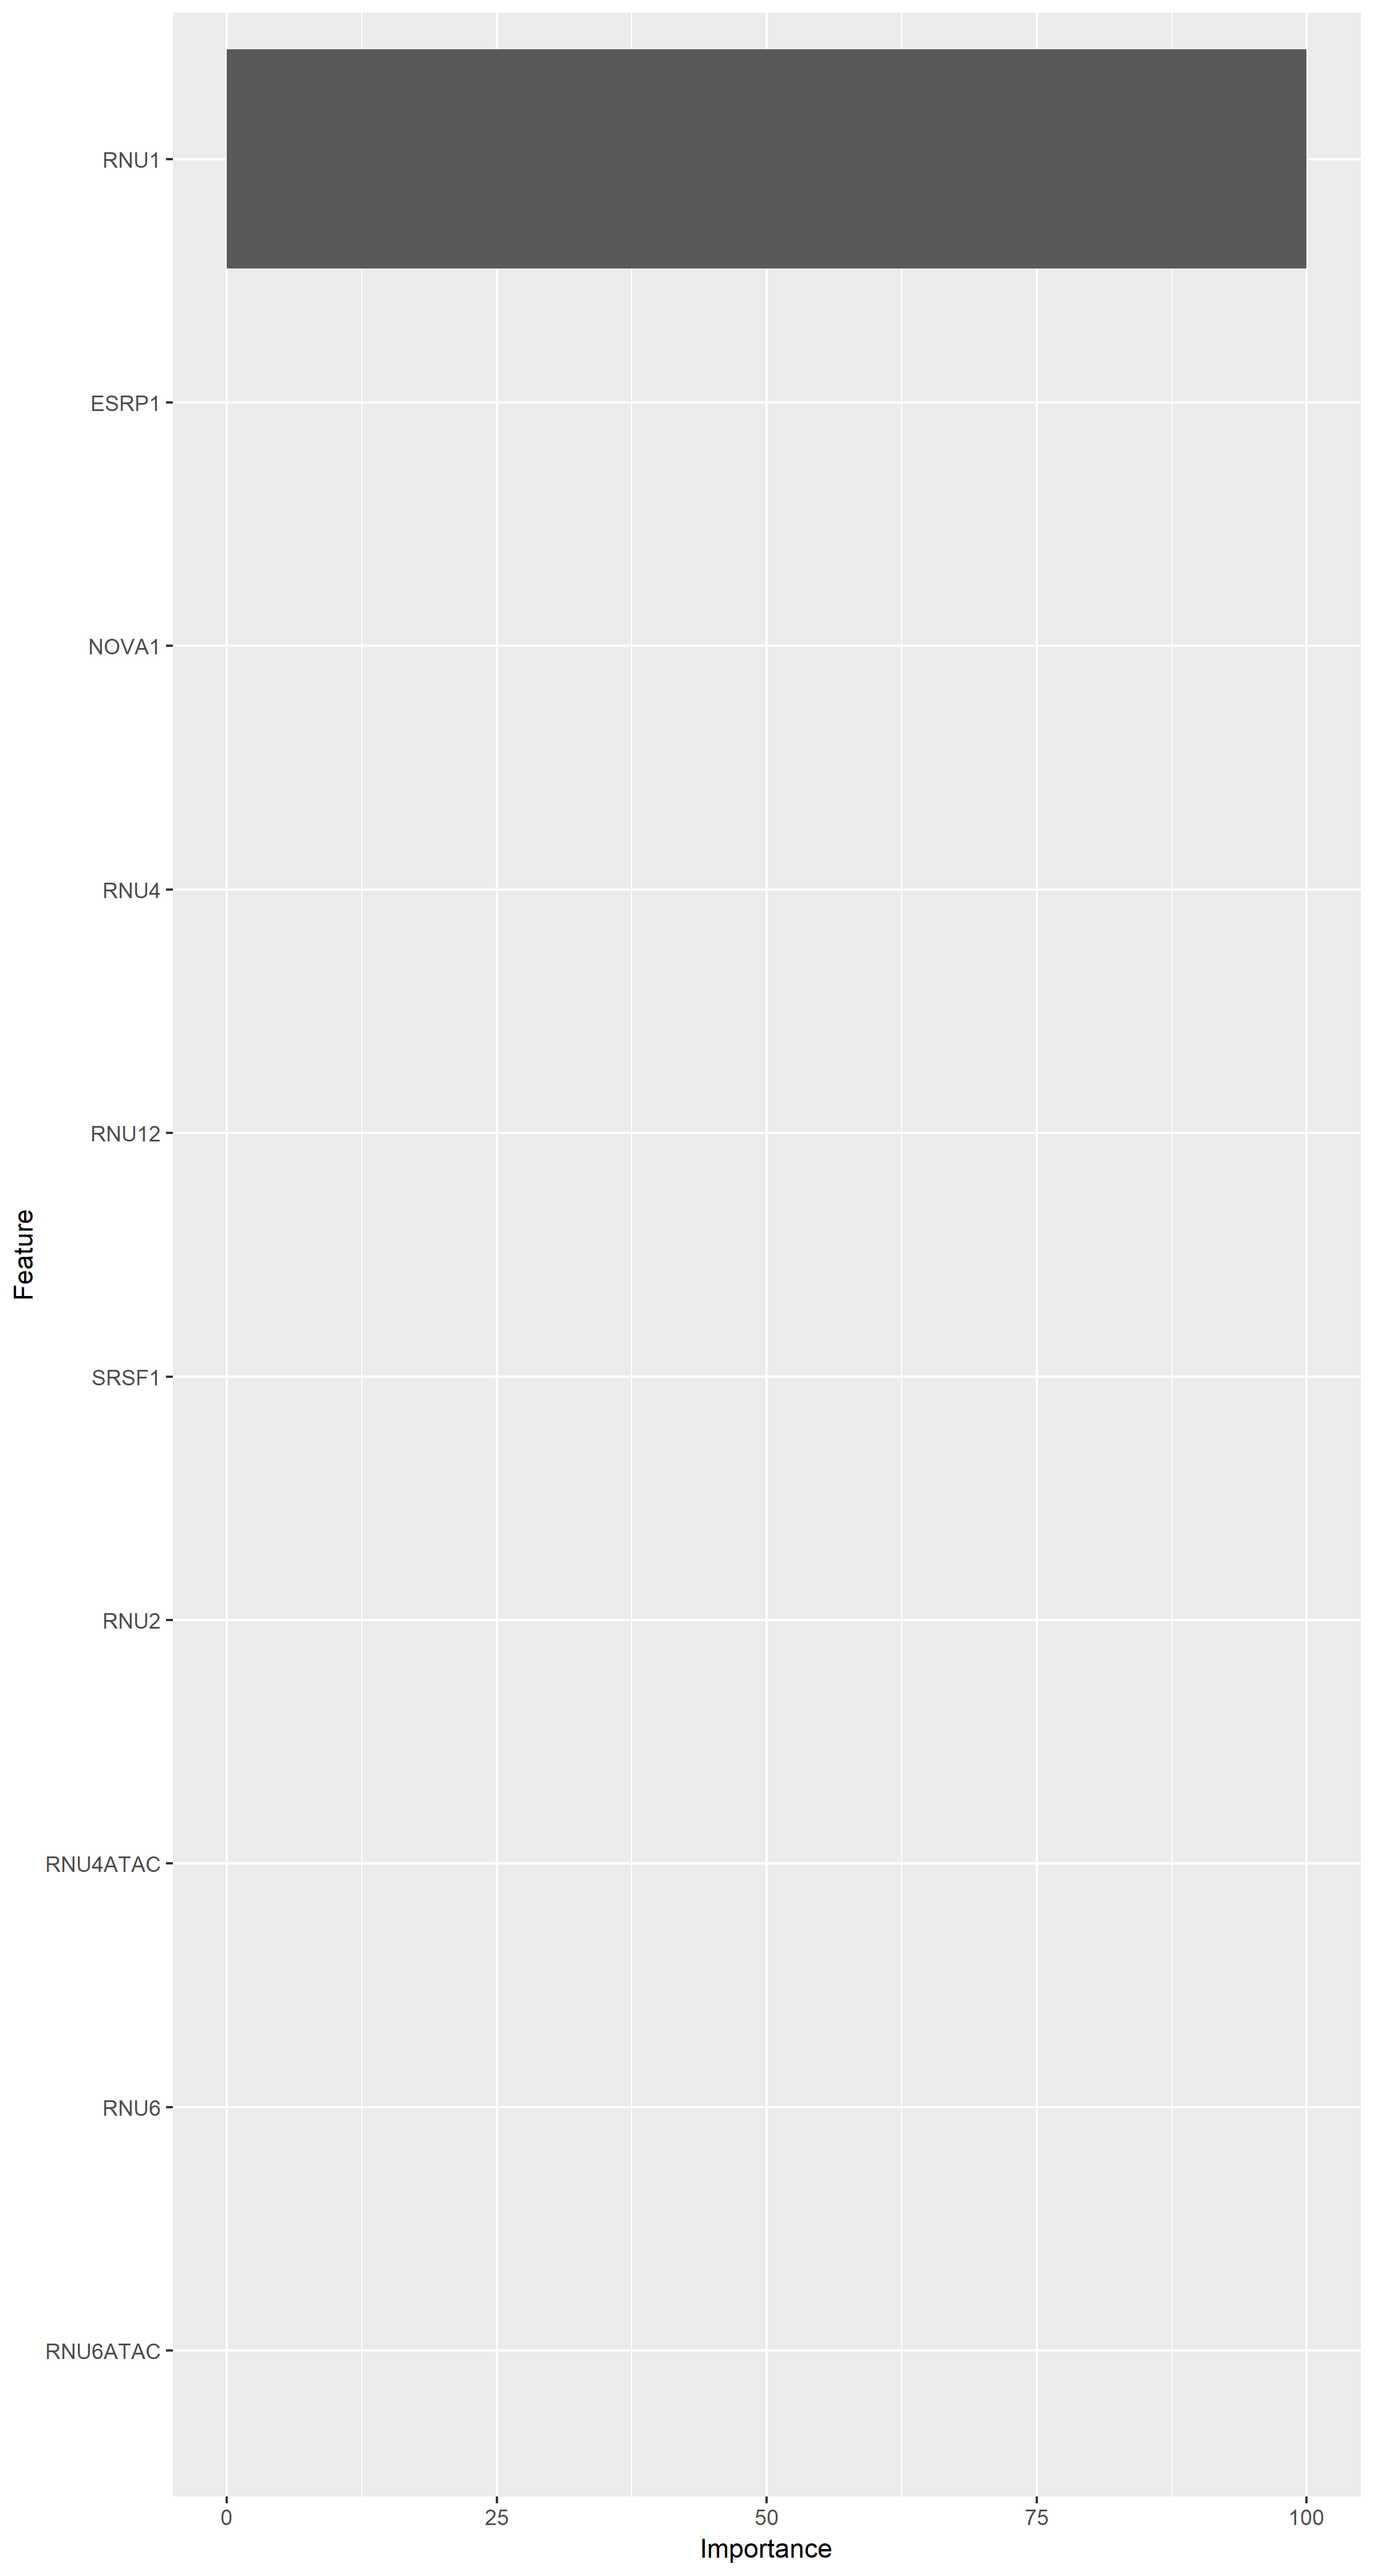 RNU1
ESRP1
NOVA1
RNU4
RNU12
SRSF1
RNU2
RNU4ATAC
RNU6
RNU6ATAC
Feature
0 25 50 75 100
Importance